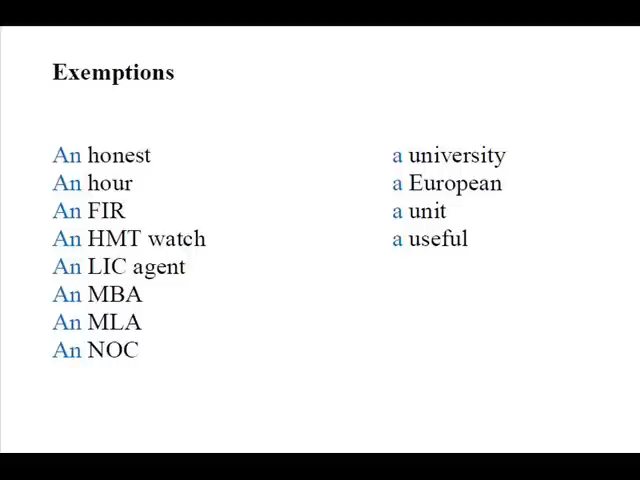 Exemptions
An honest
An hour
An FIR
An HMT watch
An LIC agent
An MBA
An MLA
An NOC
a university
a European
a unit
a useful